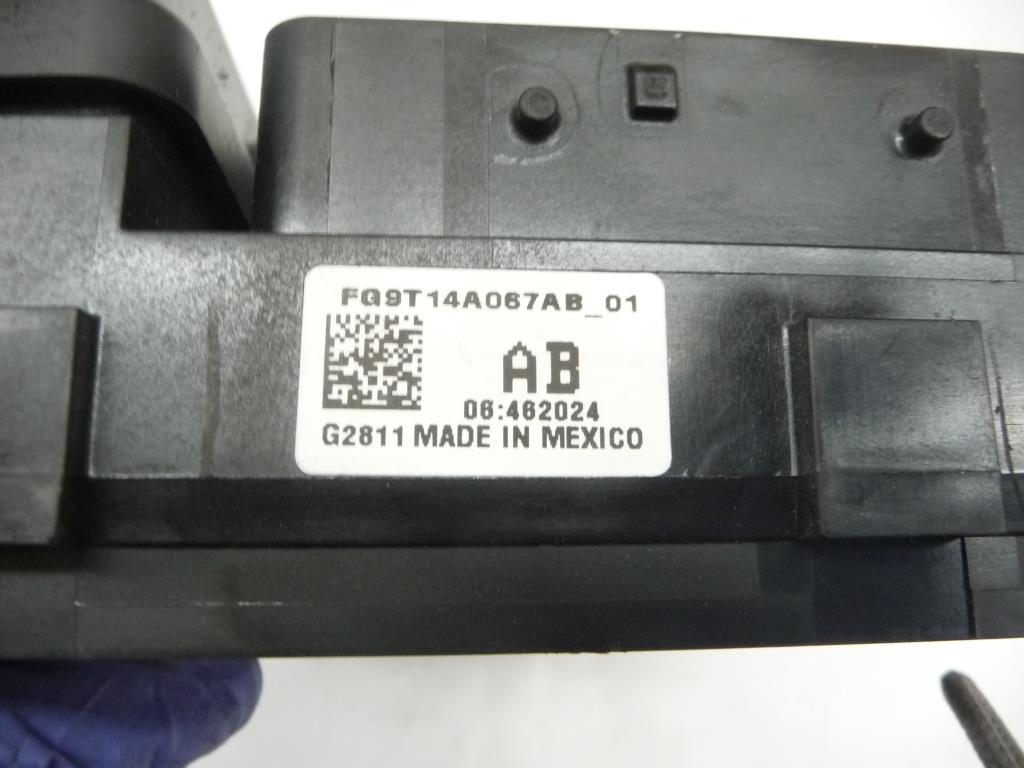 FG9T14A067AB_01
AB
06:462024
G2811 MADE IN MEXICO